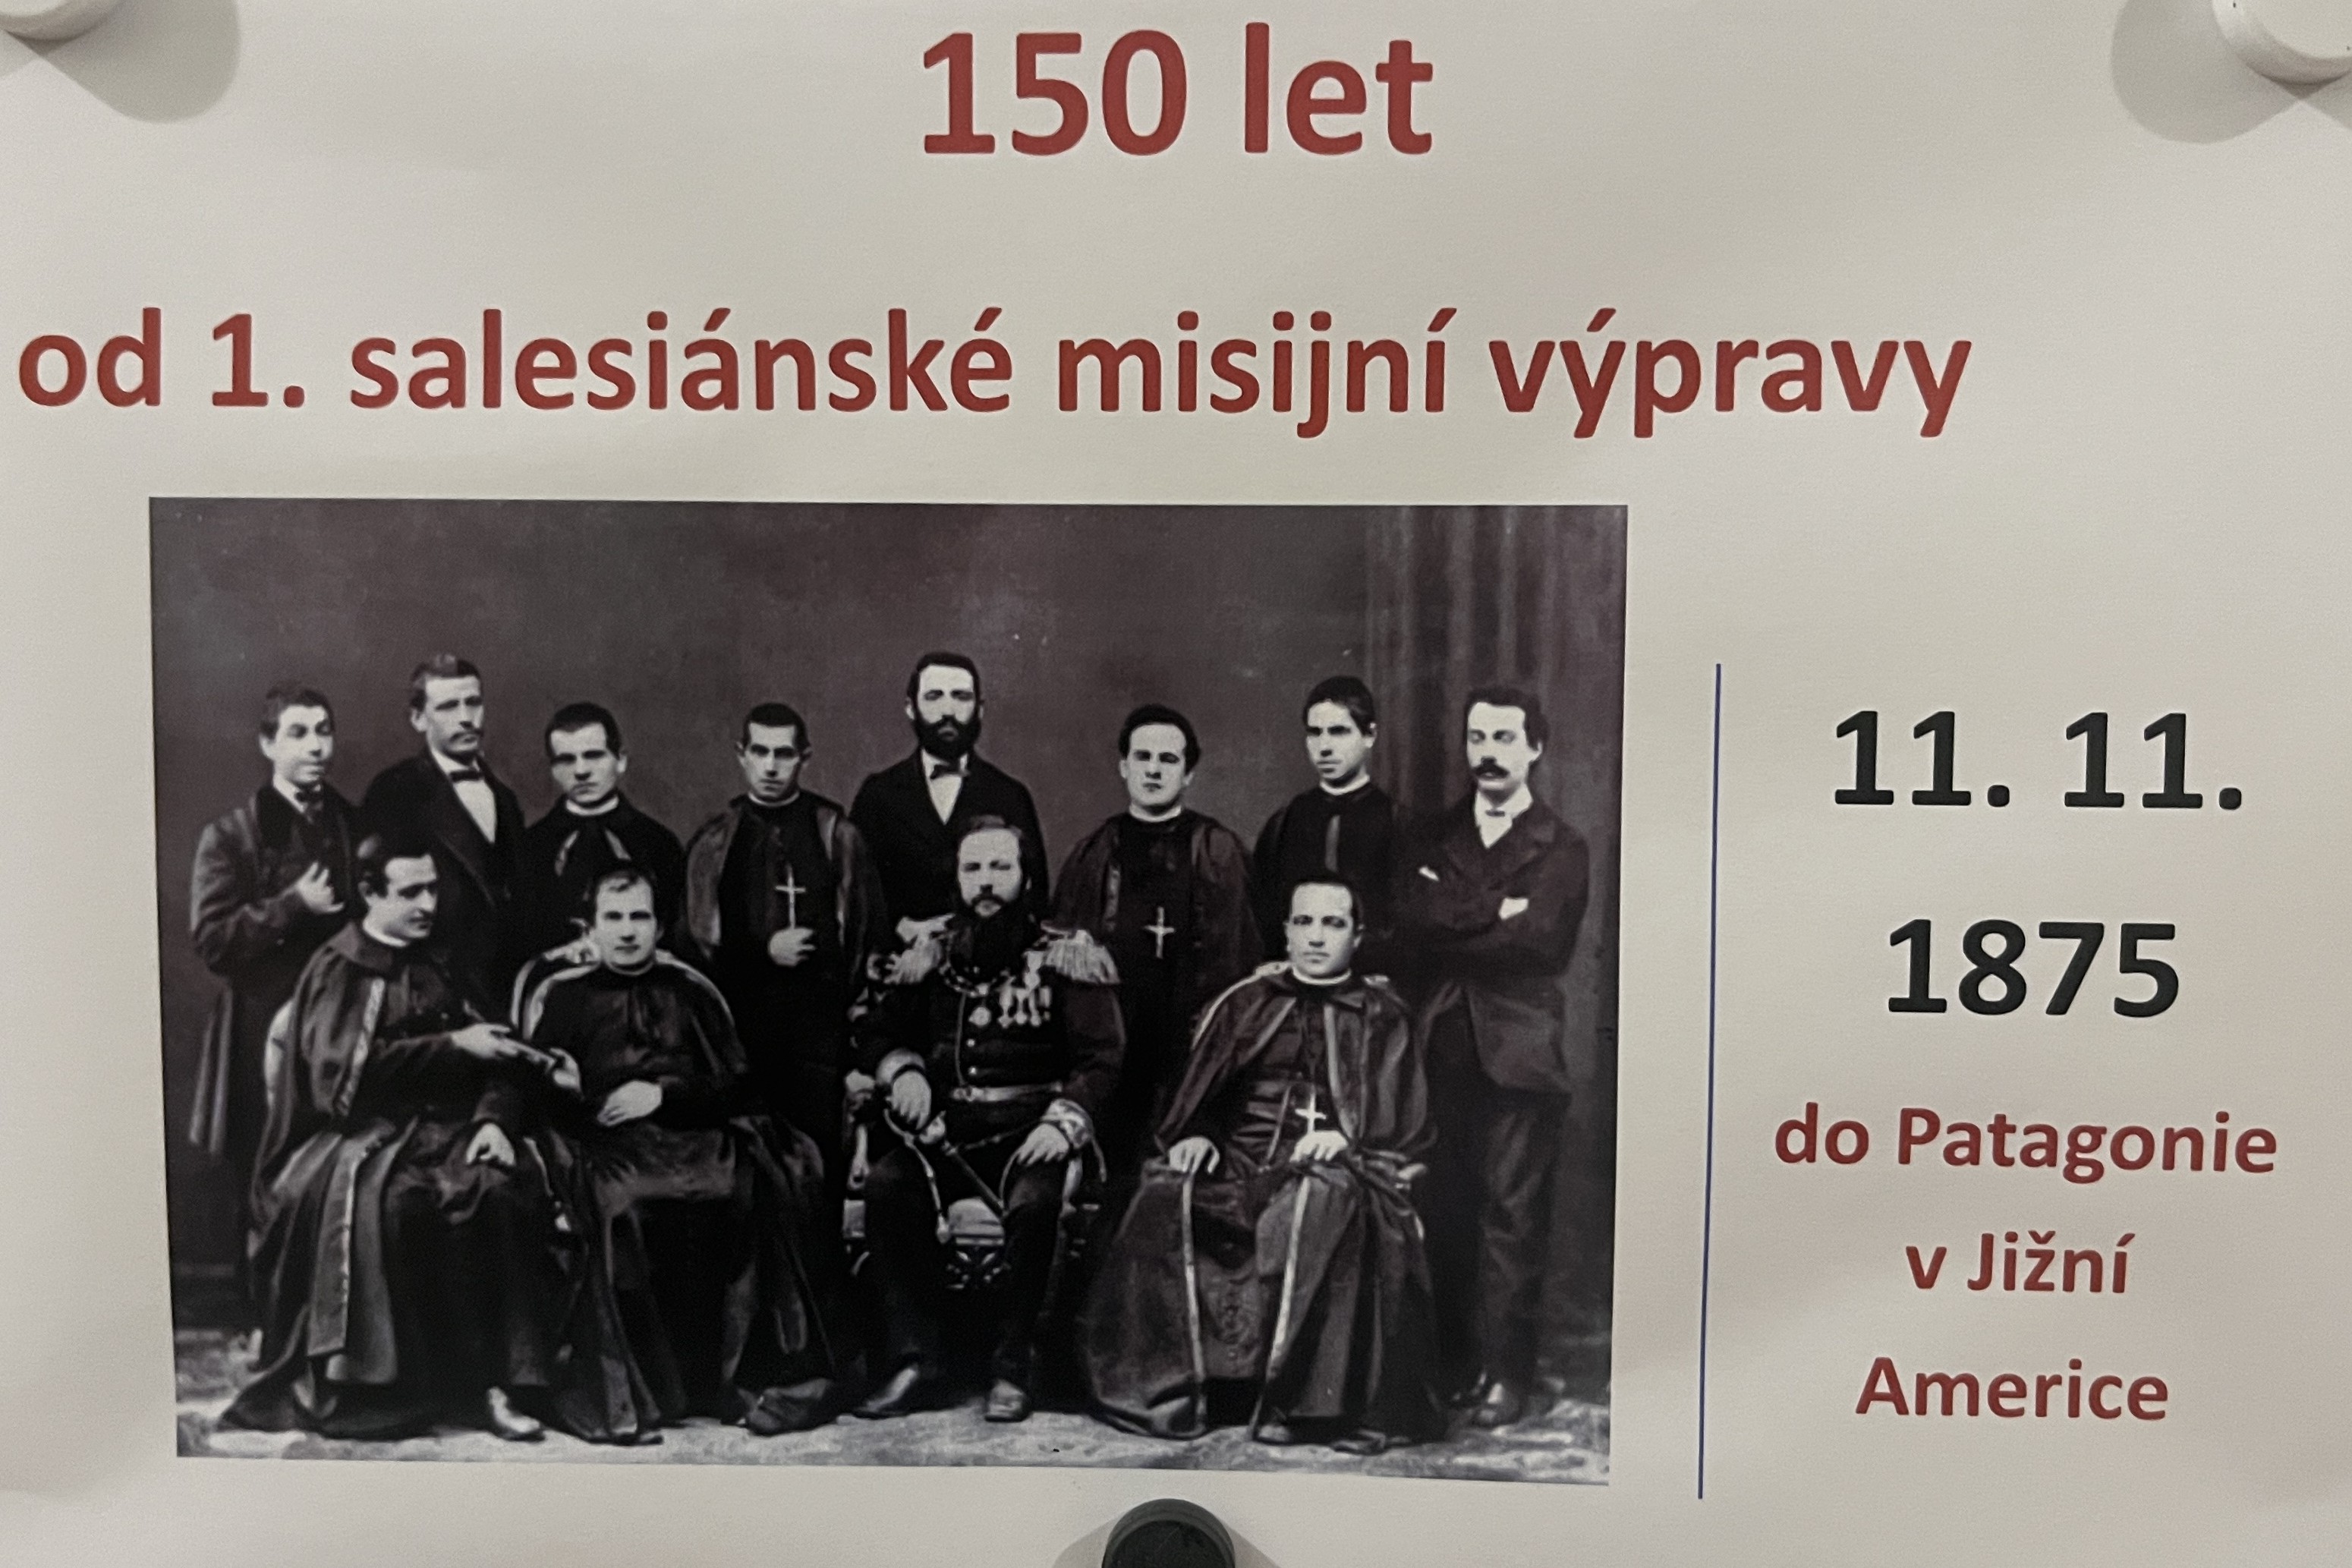 150 let
od 1. salesiánské misijní výpravy
11. 11.
1875
do Patagonie
v Jižní
Americe